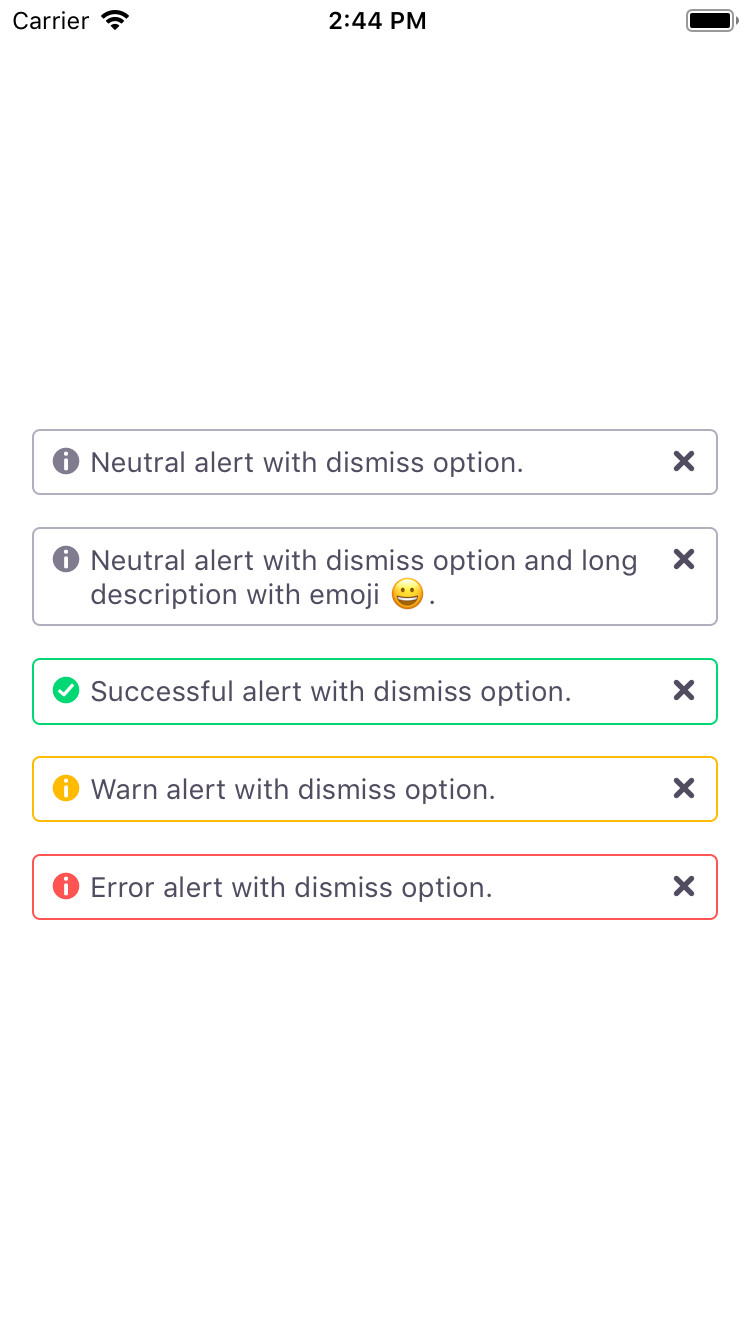 Carrier 2:44 PM
Neutral alert with dismiss option.
Neutral alert with dismiss option and long
description with emoji 😀.
Successful alert with dismiss option.
Warn alert with dismiss option.
Error alert with dismiss option.